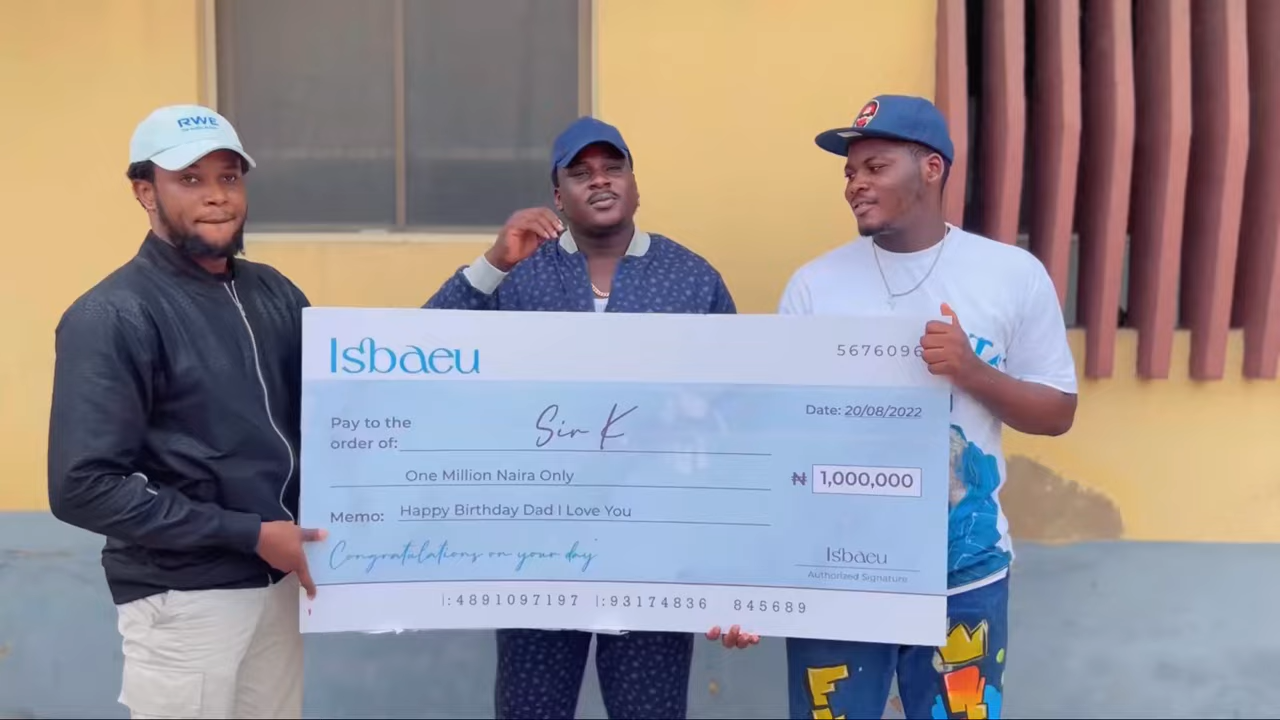 RWE
Isbaeu
5676096
Pay to the
order of:
Sir K
Date: 20/08/2022
One Million Naira Only
₦ 1,000,000
Memo: Happy Birthday Dad I Love You
Congratulations on your day
Isbaeu
Authorized Signature
|:4891097197 |:93174836 845689